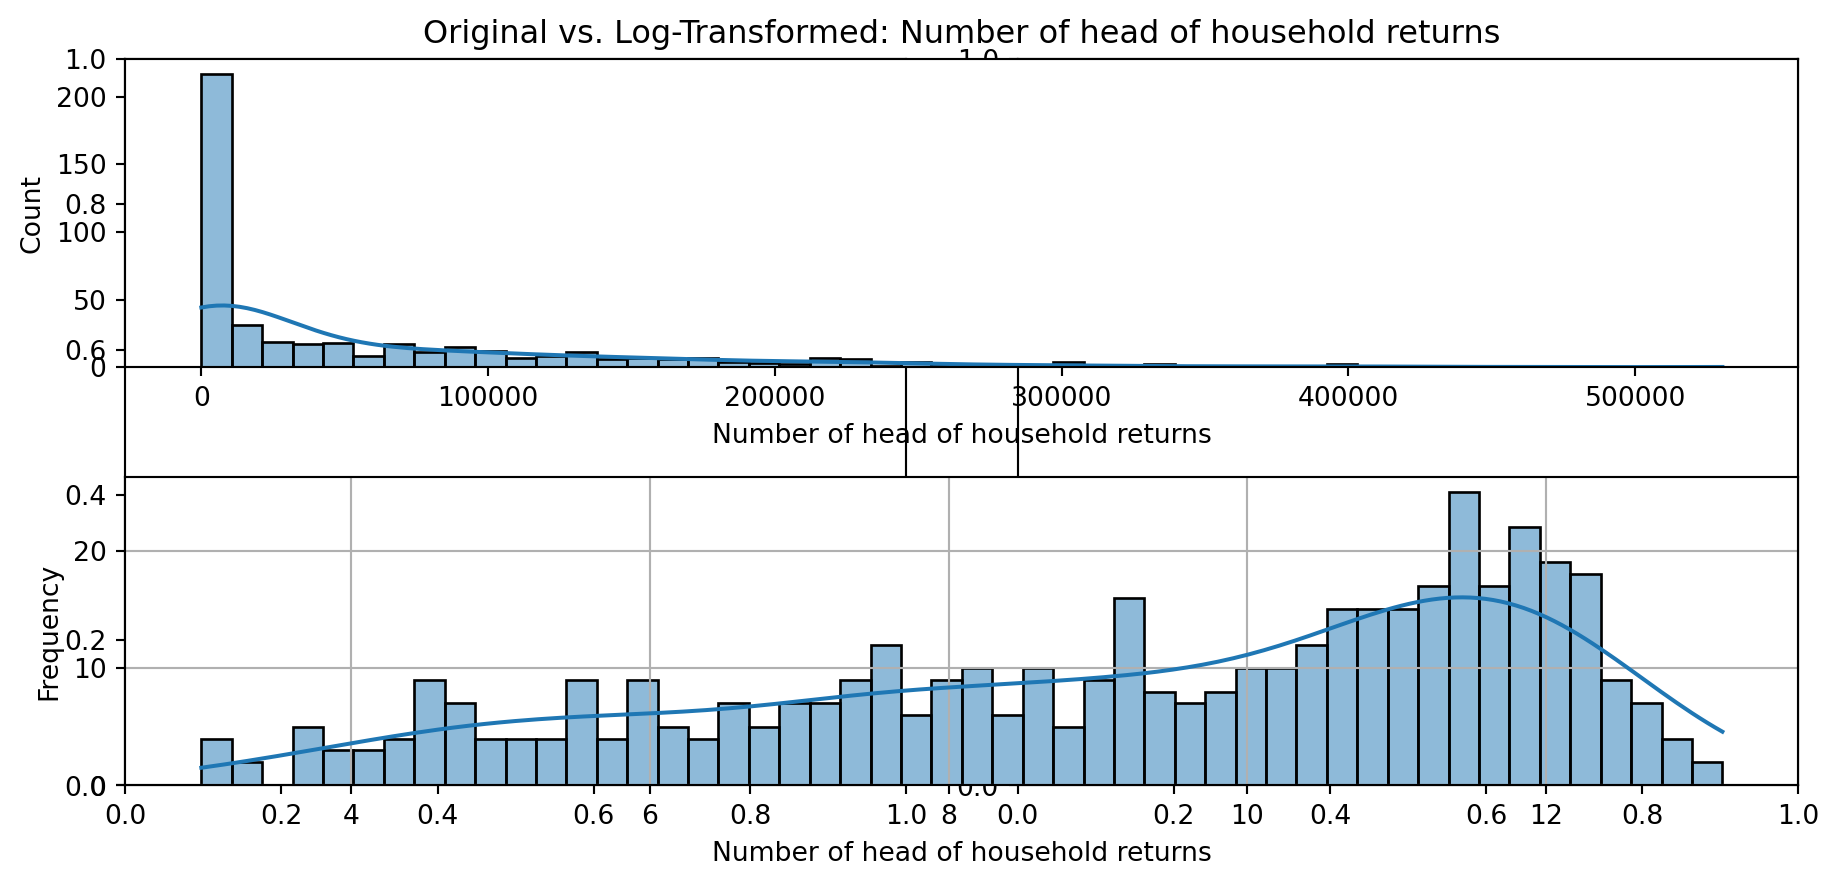 Original vs. Log-Transformed: Number of head of household returns
1.0
1.0
200
150
0.8
100
50
0.6
0
Count
0 100000 200000 300000 400000 500000
Number of head of household returns
0.4
20
0.2
10
0.0
Frequency
0.0
0.0 0.2 4 0.4 0.6 6 0.8 1.0 8 0.0 0.2 10 0.4 0.6 12 0.8 1.0
Number of head of household returns